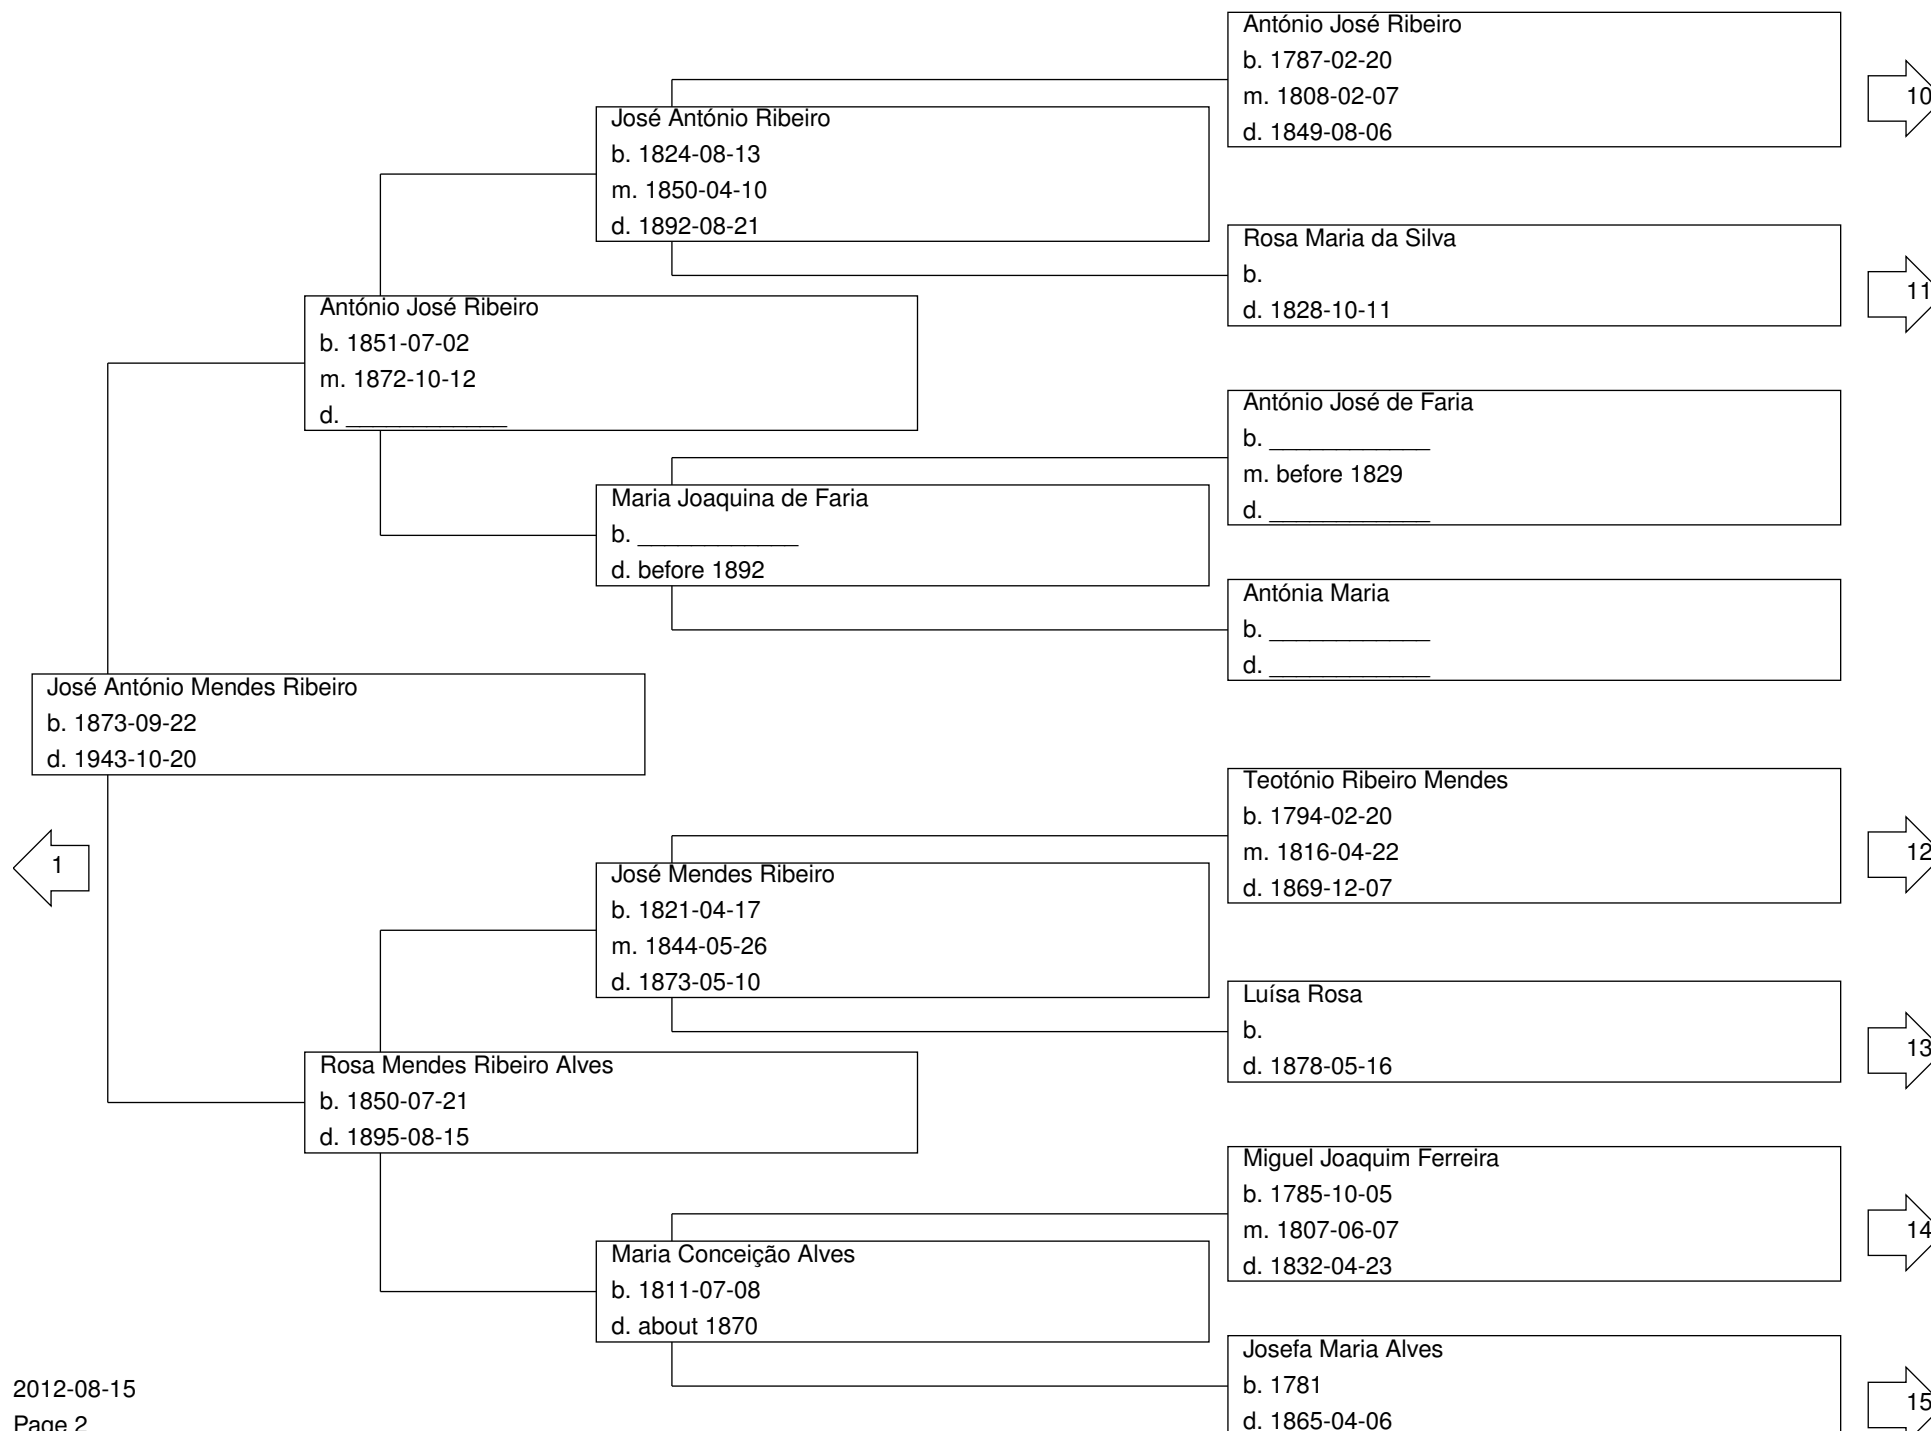 António José Ribeiro
b. 1787-02-20
m. 1808-02-07
d. 1849-08-06
10
José António Ribeiro
b. 1824-08-13
m. 1850-04-10
d. 1892-08-21
Rosa Maria da Silva
b.
d. 1828-10-11
11
António José Ribeiro
b. 1851-07-02
m. 1872-10-12
d. ____________
António José de Faria
b. ____________
m. before 1829
d. ____________
Maria Joaquina de Faria
b. ____________
d. before 1892
Antónia Maria
b. ____________
d. ____________
José António Mendes Ribeiro
b. 1873-09-22
d. 1943-10-20
1
Teotónio Ribeiro Mendes
b. 1794-02-20
m. 1816-04-22
d. 1869-12-07
12
José Mendes Ribeiro
b. 1821-04-17
m. 1844-05-26
d. 1873-05-10
Luísa Rosa
b.
d. 1878-05-16
13
Rosa Mendes Ribeiro Alves
b. 1850-07-21
d. 1895-08-15
Miguel Joaquim Ferreira
b. 1785-10-05
m. 1807-06-07
d. 1832-04-23
14
Maria Conceição Alves
b. 1811-07-08
d. about 1870
Josefa Maria Alves
b. 1781
d. 1865-04-06
15
2012-08-15
Page 2